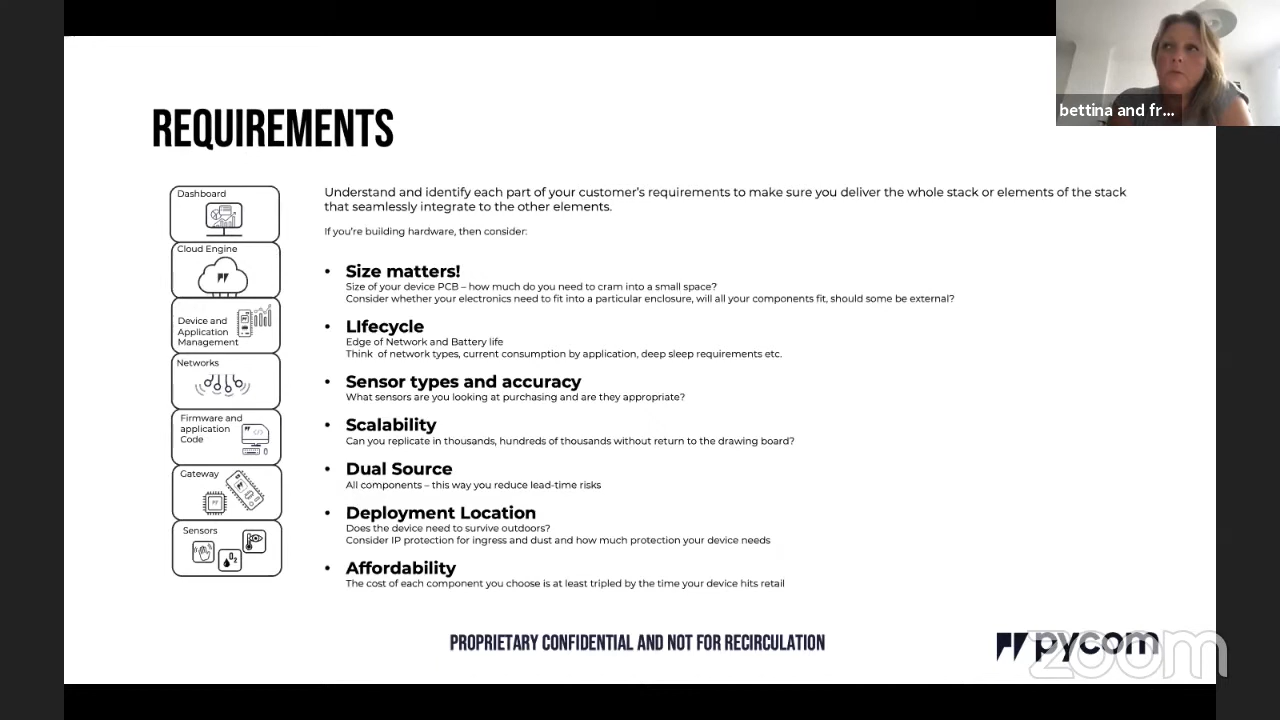 bettina and fr...
REQUIREMENTS
Dashboard
Cloud Engine
Device and
Application
Management
Networks
Firmware and
application
Code
Gateway
Sensors
O2
Understand and identify each part of your customer's requirements to make sure you deliver the whole stack or elements of the stack
that seamlessly integrate to the other elements.
If you're building hardware, then consider:
• Size matters!
Size of your device PCB – how much do you need to cram into a small space?
Consider whether your electronics need to fit into a particular enclosure, will all your components fit, should some be external?
• LIfecycle
Edge of Network and Battery life
Think of network types, current consumption by application, deep sleep requirements etc.
• Sensor types and accuracy
What sensors are you looking at purchasing and are they appropriate?
• Scalability
Can you replicate in thousands, hundreds of thousands without return to the drawing board?
• Dual Source
All components – this way you reduce lead-time risks
• Deployment Location
Does the device need to survive outdoors?
Consider IP protection for ingress and dust and how much protection your device needs
• Affordability
The cost of each component you choose is at least tripled by the time your device hits retail
PROPRIETARY CONFIDENTIAL AND NOT FOR RECIRCULATION
pycom
zoom